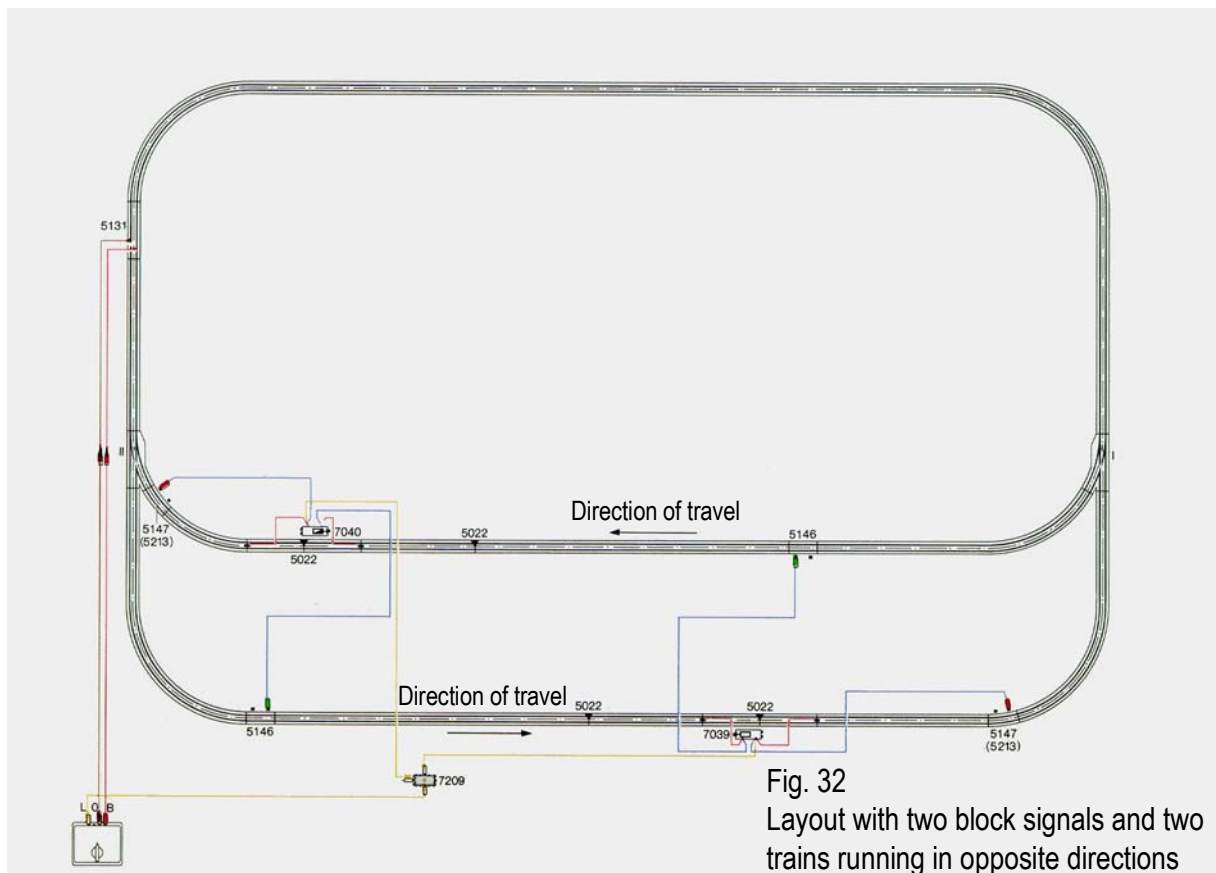 5131
II
I
Direction of travel
5147
(5213)
7040
5022
5022
5146
Direction of travel
5022
5022
5146
7039
5147
(5213)
7209
L 0 B
Fig. 32
Layout with two block signals and two
trains running in opposite directions